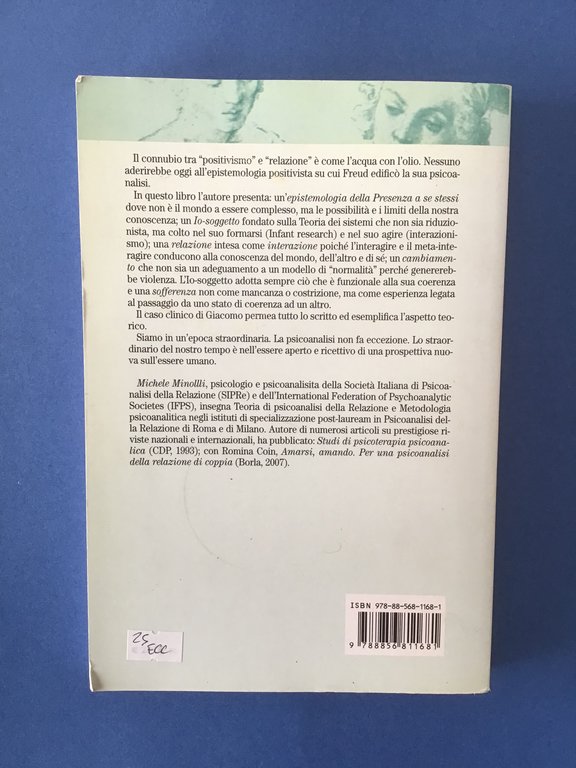 Il connubio tra “positivismo” e “relazione” è come l’acqua con l’olio. Nessuno
aderirebbe oggi all’epistemologia positivista su cui Freud edificò la sua psicoa-
nalisi.
In questo libro l’autore presenta: un’epistemologia della Presenza a se stessi
dove non è il mondo a essere complesso, ma le possibilità e i limiti della nostra
conoscenza; un Io-soggetto fondato sulla Teoria dei sistemi che non sia riduzio-
nista, ma colto nel suo formarsi (Infant research) e nel suo agire (interazioni-
smo); una relazione intesa come interazione poiché l’interagire e il meta-inte-
ragire conducono alla conoscenza del mondo, dell’altro e di sé; un cambiamen-
to che non sia un adeguamento a un modello di “normalità” perché genererebbe
be violenza. L’Io-soggetto adotta sempre ciò che è funzionale alla sua coerenza
e una sofferenza non come mancanza o costrizione, ma come esperienza legata
al passaggio da uno stato di coerenza ad un altro.
Il caso clinico di Giacomo permea tutto lo scritto ed esemplifica l’aspetto teo-
rico.
Siamo in un’epoca straordinaria. La psicoanalisi non fa eccezione. Lo straor-
dinario del nostro tempo è nell’essere aperto e ricettivo di una prospettiva nuo-
va sull’essere umano.
Michele Minollli, psicologo e psicoanalisita della Società Italiana di Psicoa-
nalisi della Relazione (SIPRe) e dell’International Federation of Psychoanalytic
Societes (IFPS), insegna Teoria di psicoanalisi della Relazione e Metodologia
psicoanalitica negli istituti di specializzazione post-lauream in Psicoanalisi del-
la Relazione di Roma e di Milano. Autore di numerosi articoli su prestigiose ri-
viste nazionali e internazionali, ha pubblicato: Studi di psicoterapia psicoana-
litica (CDP, 1993); con Romina Coin, Amarsi, amando. Per una psicoanalisi
della relazione di coppia (Borla, 2007).
ISBN 978-88-568-1168-1
9 788856 811681
25
ECC